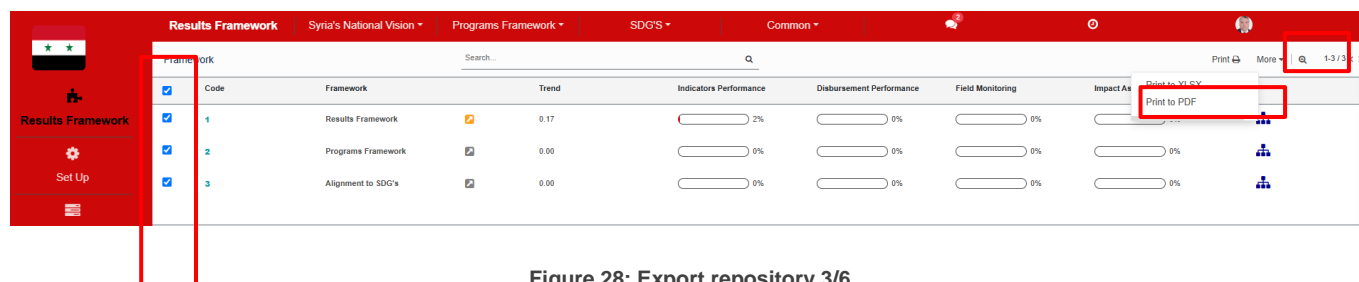 Results Framework Syria's National Vision Programs Framework SDG'S Common 2
Framework Search... Print More 1-3 / 3
Code Framework Trend Indicators Performance Disbursement Performance Field Monitoring Impact As
Print to XLSX
Print to PDF
Results Framework
Set Up
1 Results Framework 0.17 2% 0% 0% 0%
2 Programs Framework 0.00 0% 0% 0% 0%
3 Alignment to SDG's 0.00 0% 0% 0% 0%
Figure 28: Export repository 3/6